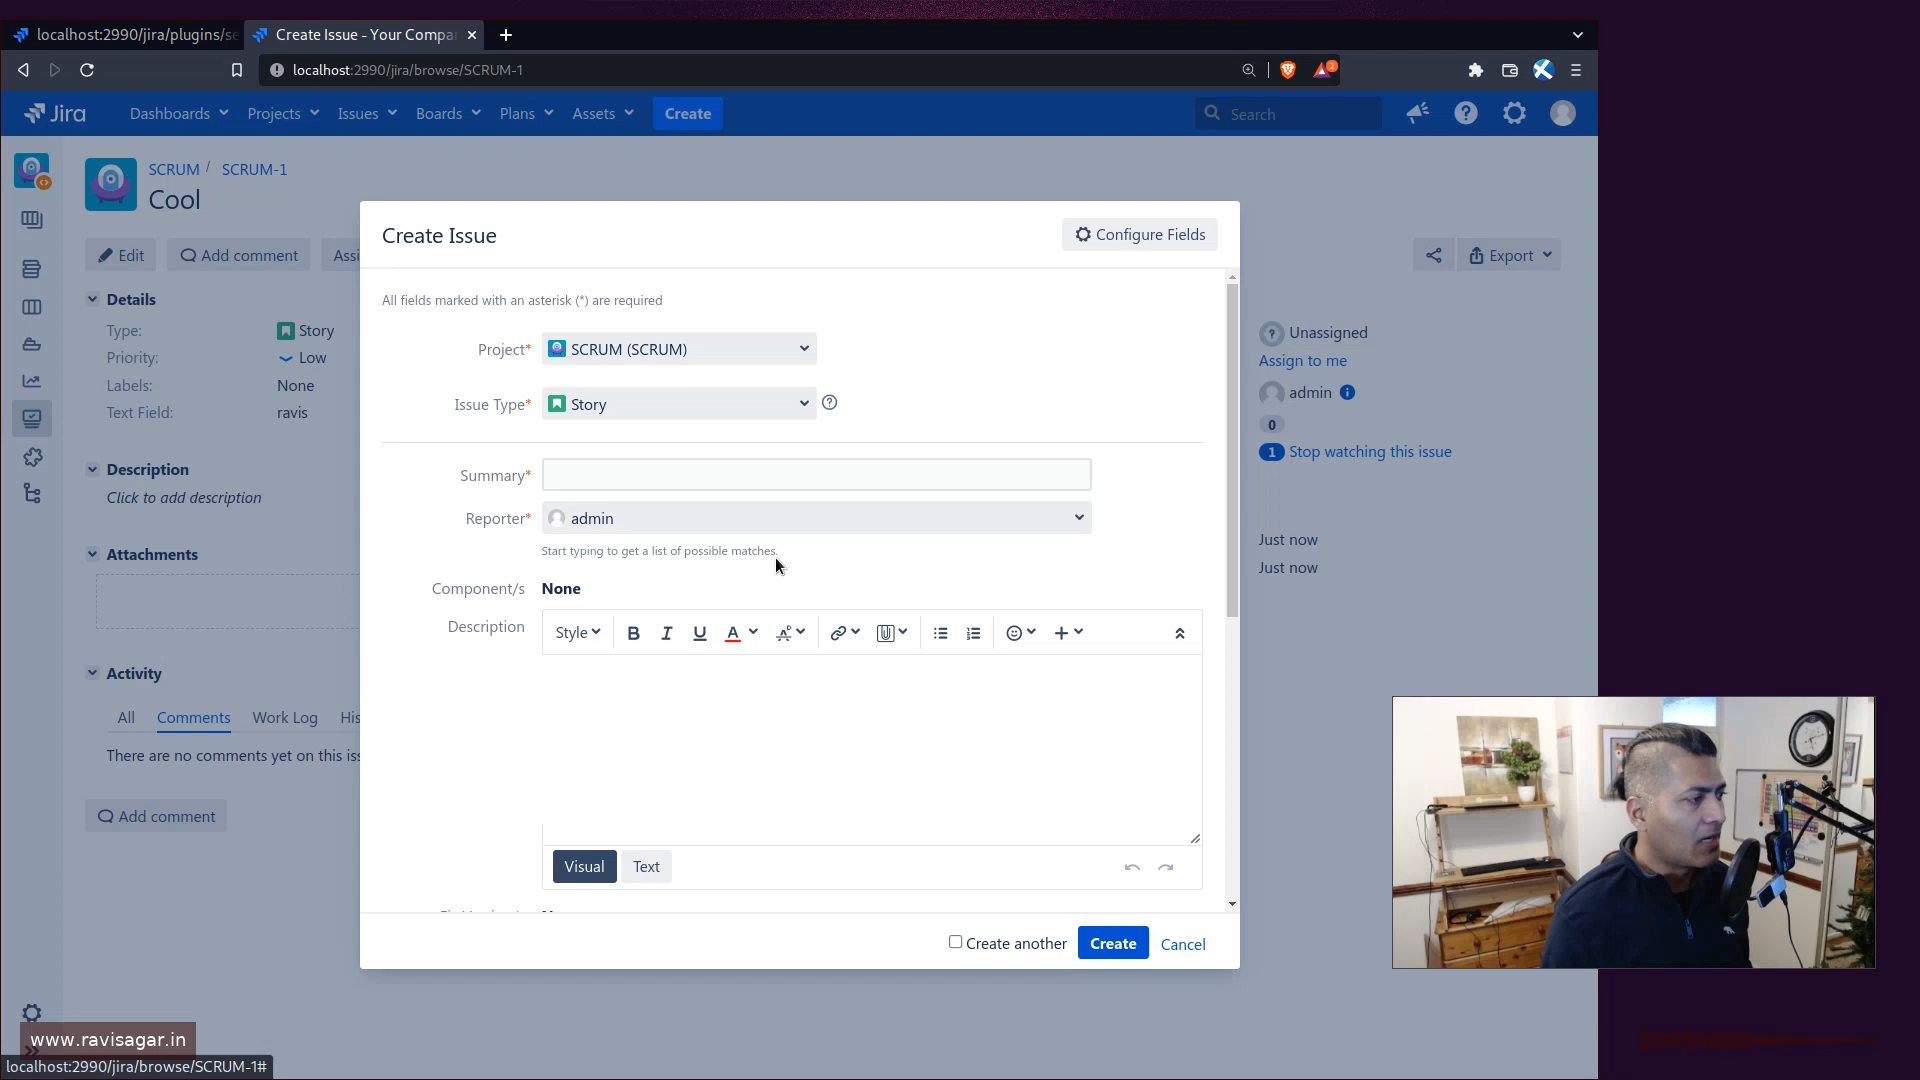 localhost:2990/jira/plugins/se
Create Issue - Your Compa
localhost:2990/jira/browse/SCRUM-1
2
Jira
Dashboards
Projects
Issues
Boards
Plans
Assets
Create
Search
SCRUM / SCRUM-1
Cool
Edit
Add comment
Assi
Export
Details
Type: Story
Priority: Low
Labels: None
Text Field: ravis
Description
Click to add description
Attachments
Activity
All Comments Work Log His
There are no comments yet on this iss
Add comment
Create Issue
Configure Fields
All fields marked with an asterisk (*) are required
Project* SCRUM (SCRUM)
Issue Type* Story
Summary*
Reporter* admin
Start typing to get a list of possible matches.
Component/s None
Description
Style B I U A
Visual Text
Create another Create Cancel
Unassigned
Assign to me
admin
0
1 Stop watching this issue
Just now
Just now
www.ravisagar.in
localhost:2990/jira/browse/SCRUM-1#